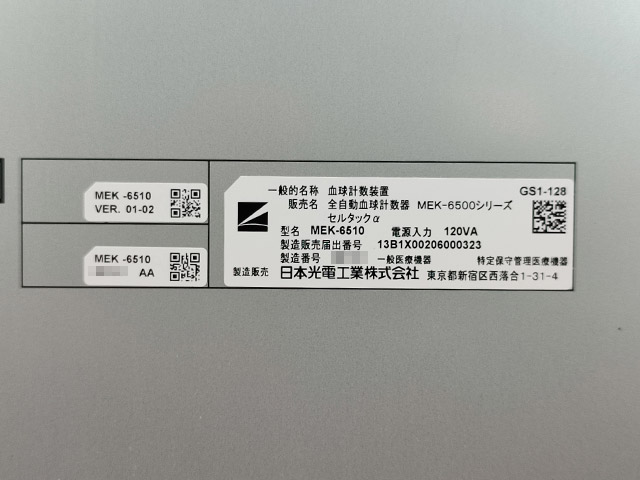 MEK -6510
VER. 01-02
MEK -6510
AA
一般的名称 血球計数装置 GS1-128
販売名 全自動血球計数器 MEK-6500シリーズ
セルタックα
型名 MEK-6510 電源入力 120VA
製造販売届出番号 13B1X00206000323
製造番号 一般医療機器 特定保守管理医療機器
製造販売 日本光電工業株式会社 東京都新宿区西落合1-31-4